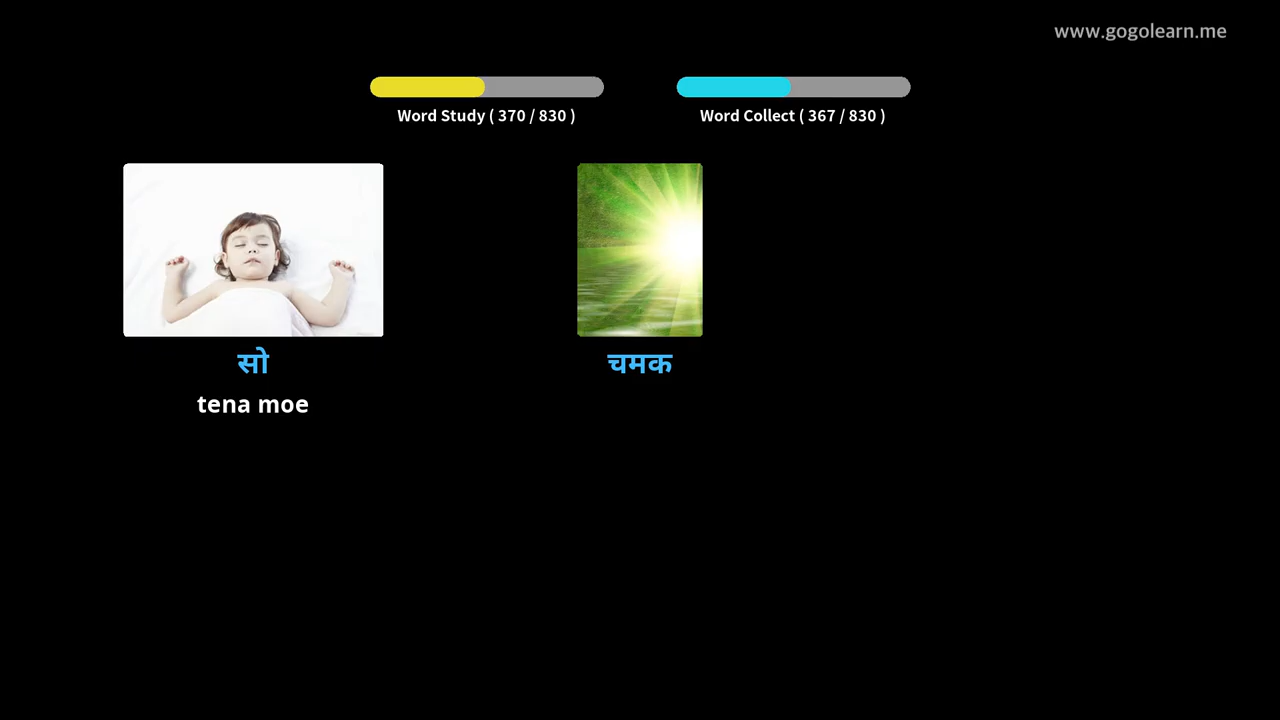 www.gogolearn.me
Word Study ( 370 / 830 )
Word Collect ( 367 / 830 )
सो
चमक
tena moe